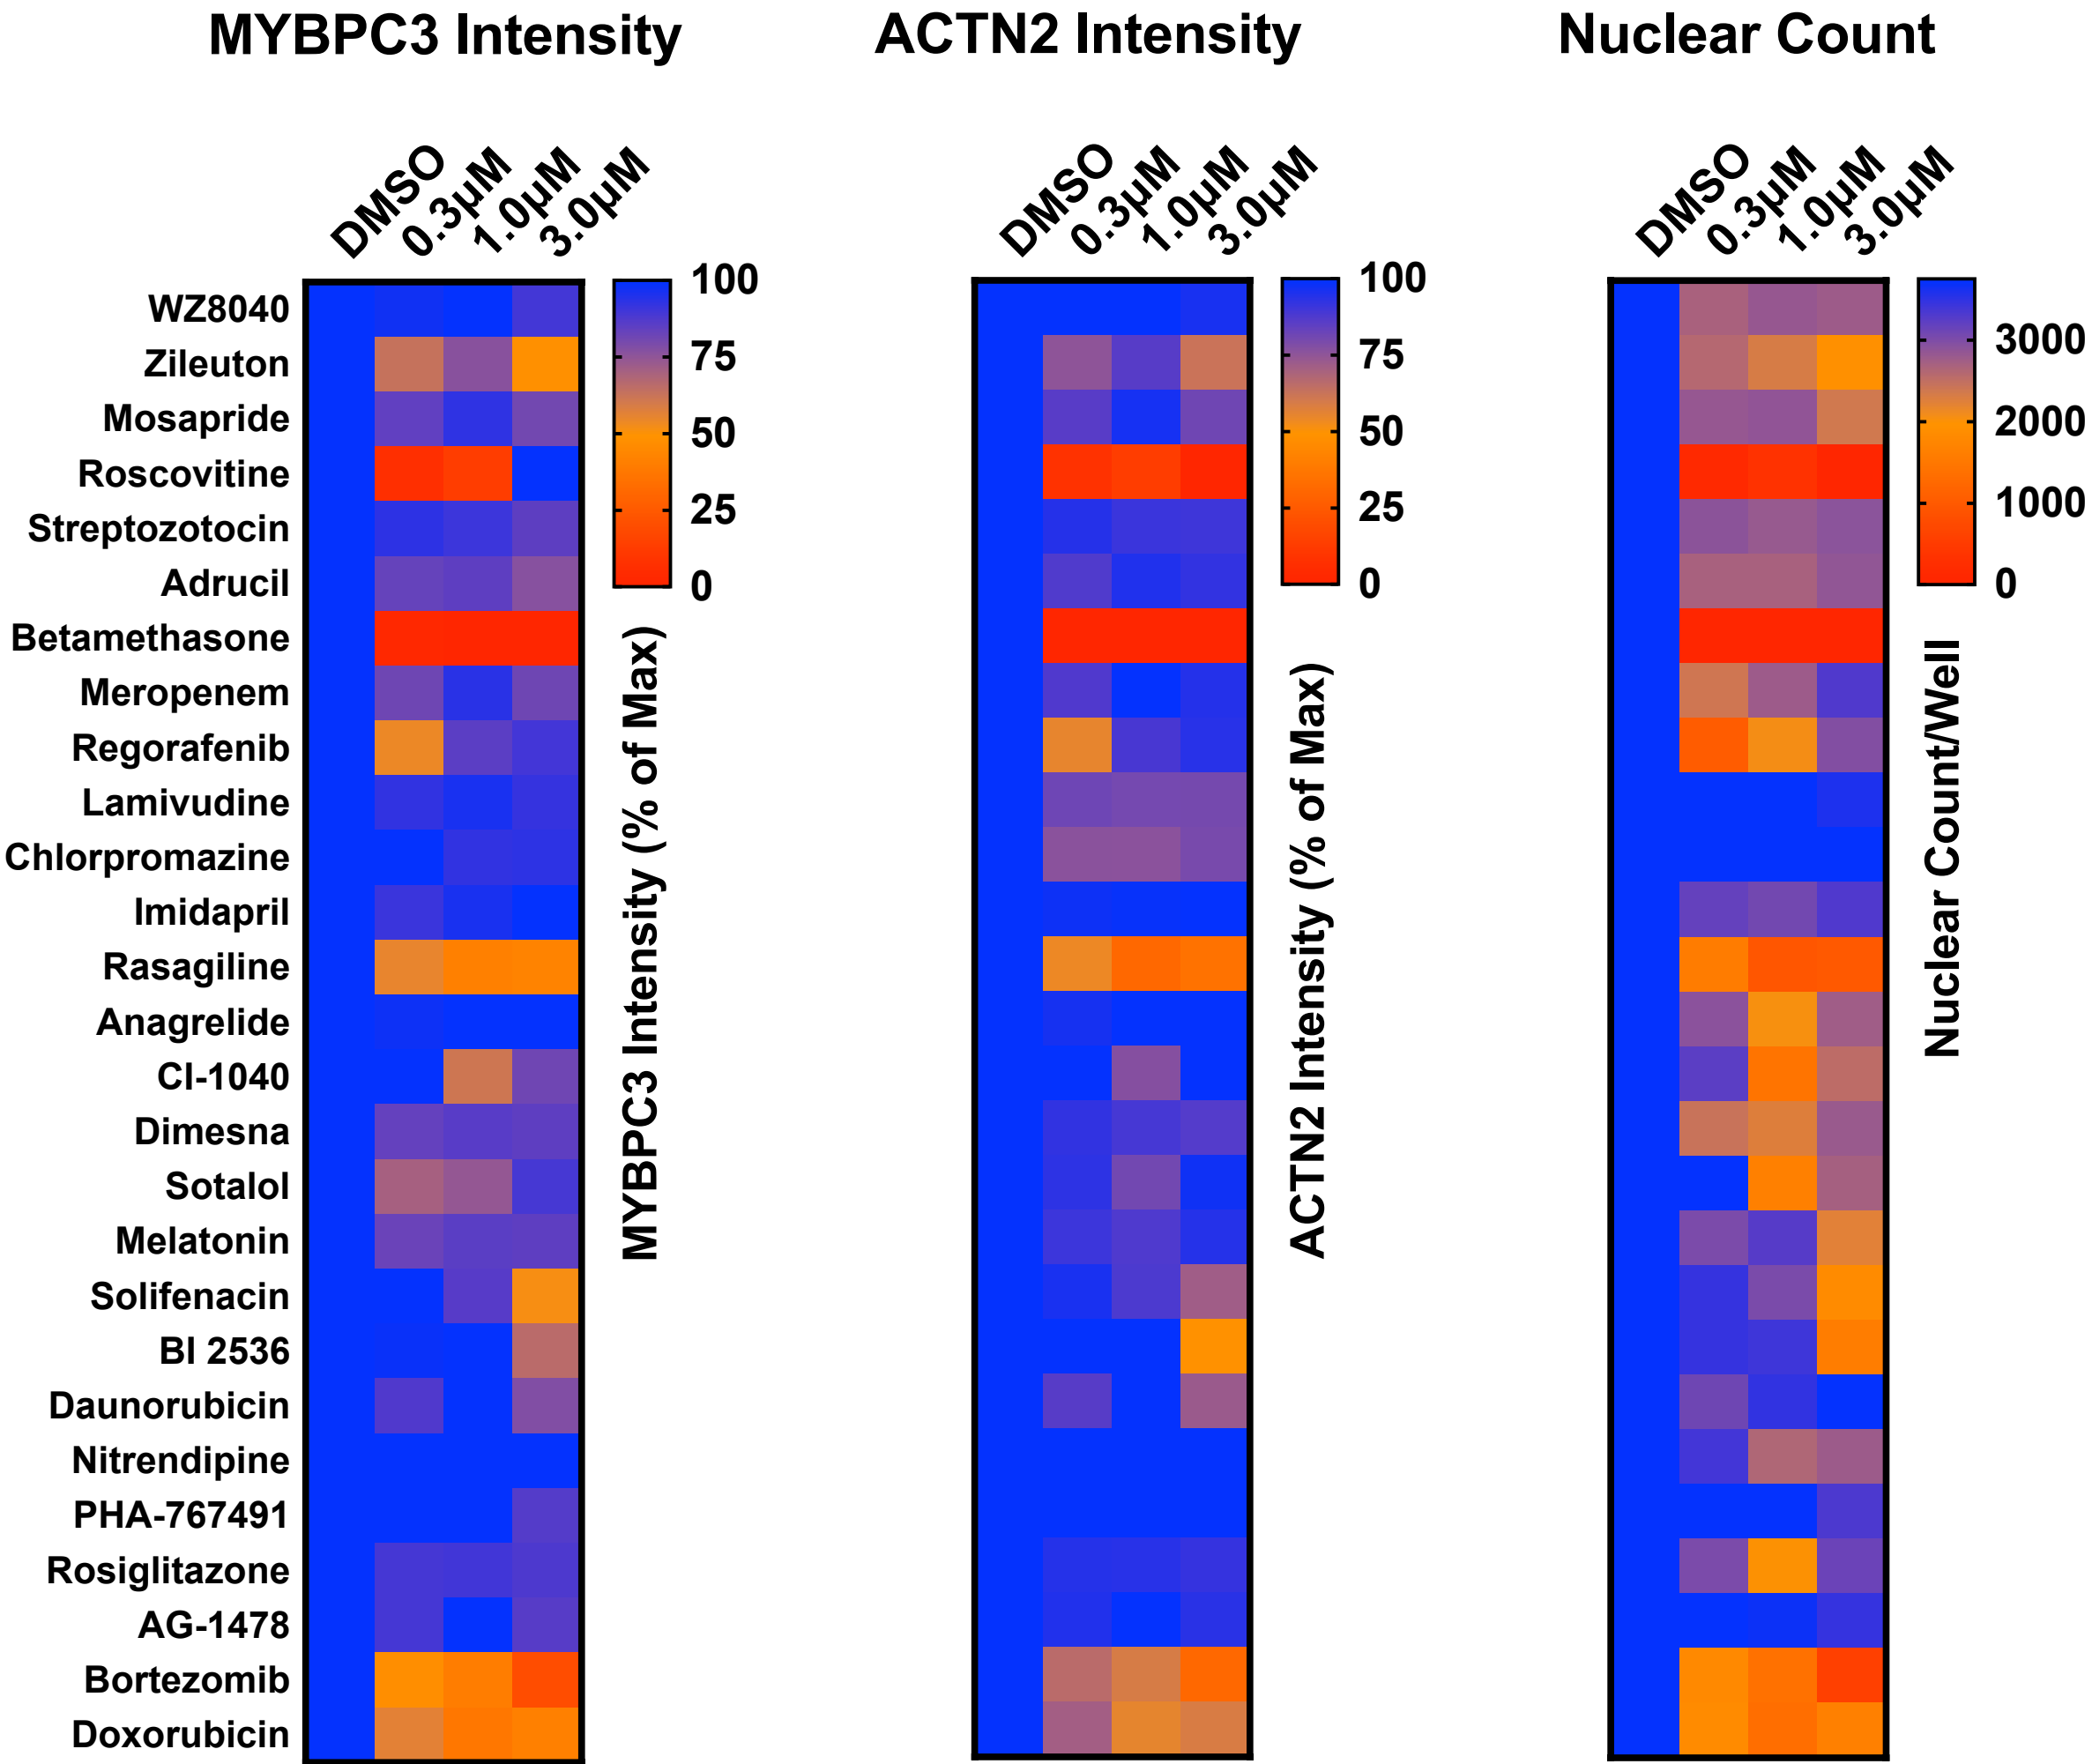 MYBPC3 Intensity
ACTN2 Intensity
Nuclear Count
DMSO
0.3µM
1.0µM
3.0µM
DMSO
0.3µM
1.0µM
3.0µM
DMSO
0.3µM
1.0µM
3.0µM
WZ8040
Zileuton
Mosapride
Roscovitine
Streptozotocin
Adrucil
Betamethasone
Meropenem
Regorafenib
Lamivudine
Chlorpromazine
Imidapril
Rasagiline
Anagrelide
CI-1040
Dimesna
Sotalol
Melatonin
Solifenacin
BI 2536
Daunorubicin
Nitrendipine
PHA-767491
Rosiglitazone
AG-1478
Bortezomib
Doxorubicin
100
75
50
25
0
MYBPC3 Intensity (% of Max)
100
75
50
25
0
ACTN2 Intensity (% of Max)
3000
2000
1000
0
Nuclear Count/Well